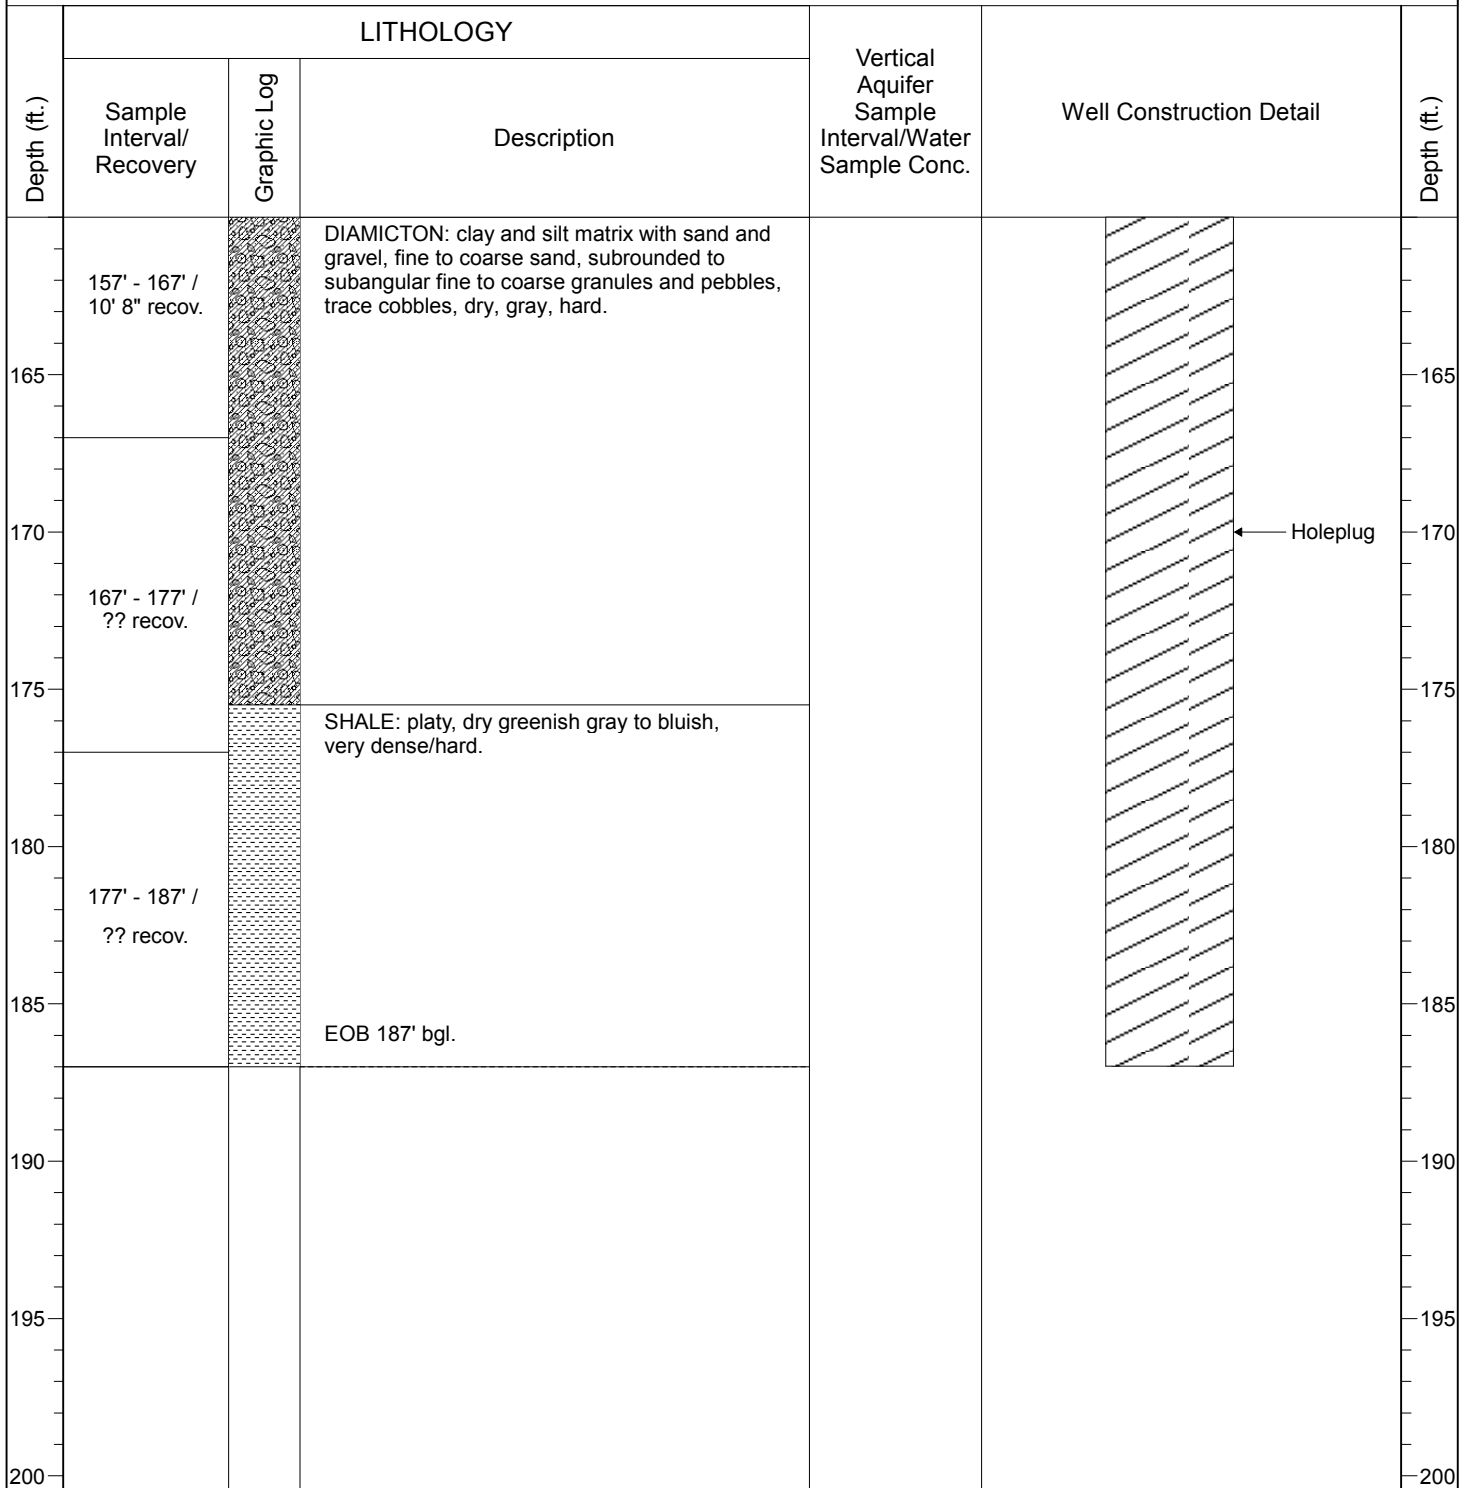 LITHOLOGY
Depth (ft.)
Sample
Interval/
Recovery
Graphic Log
Description
Vertical
Aquifer
Sample
Interval/Water
Sample Conc.
Well Construction Detail
Depth (ft.)
157' - 167' /
10' 8" recov.
DIAMICTON: clay and silt matrix with sand and
gravel, fine to coarse sand, subrounded to
subangular fine to coarse granules and pebbles,
trace cobbles, dry, gray, hard.
165
165
170
Holeplug
170
167' - 177' /
?? recov.
175
175
SHALE: platy, dry greenish gray to bluish,
very dense/hard.
180
180
177' - 187' /
?? recov.
185
185
EOB 187' bgl.
190
190
195
195
200
200